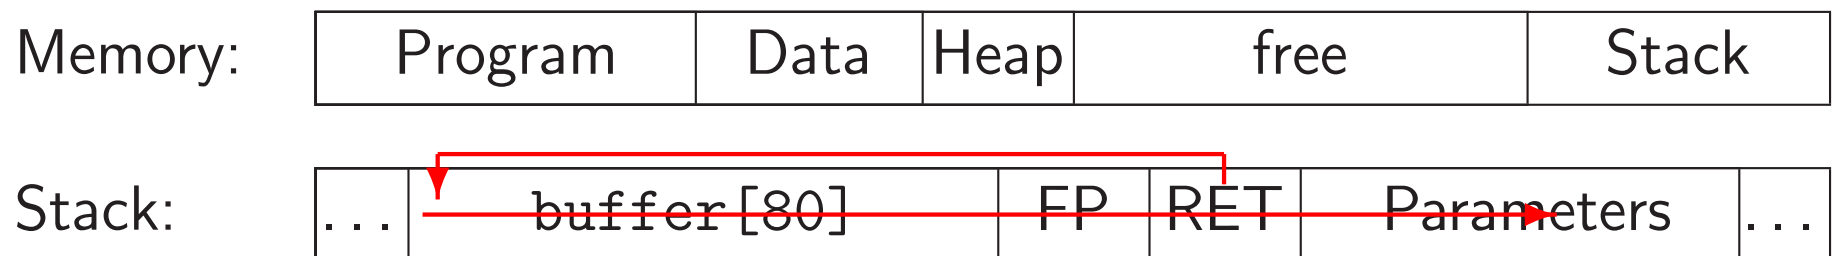 Memory: Program Data Heap free Stack
Stack: ... buffer[80] FP RET Parameters ...